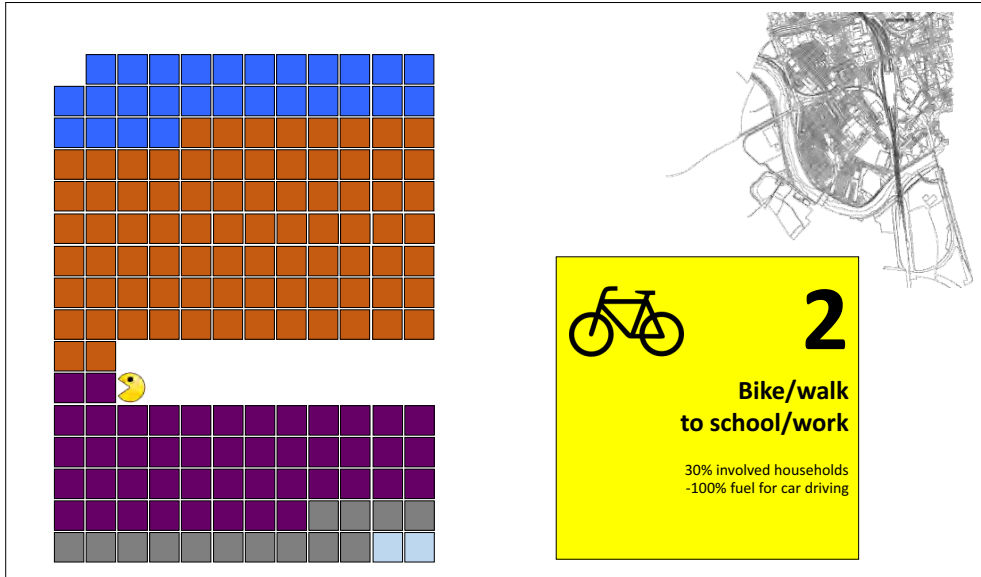 2
Bike/walk
to school/work
30% involved households
-100% fuel for car driving